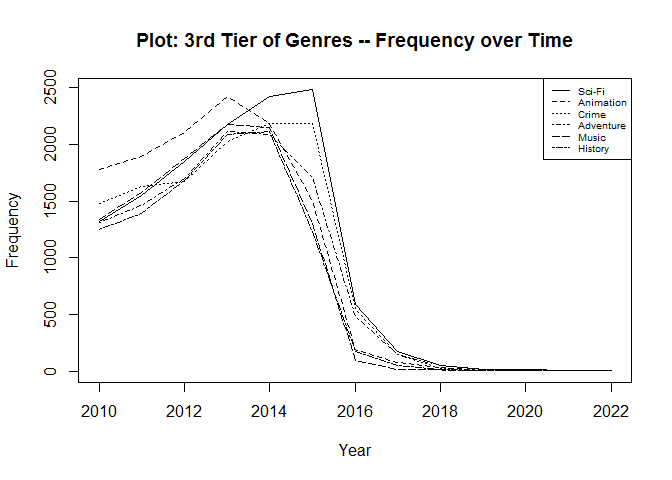 Plot: 3rd Tier of Genres -- Frequency over Time
Sci-Fi
Animation
Crime
Adventure
Music
History
2500
2000
1500
1000
500
0
Frequency
2010
2012
2014
2016
2018
2020
2022
Year